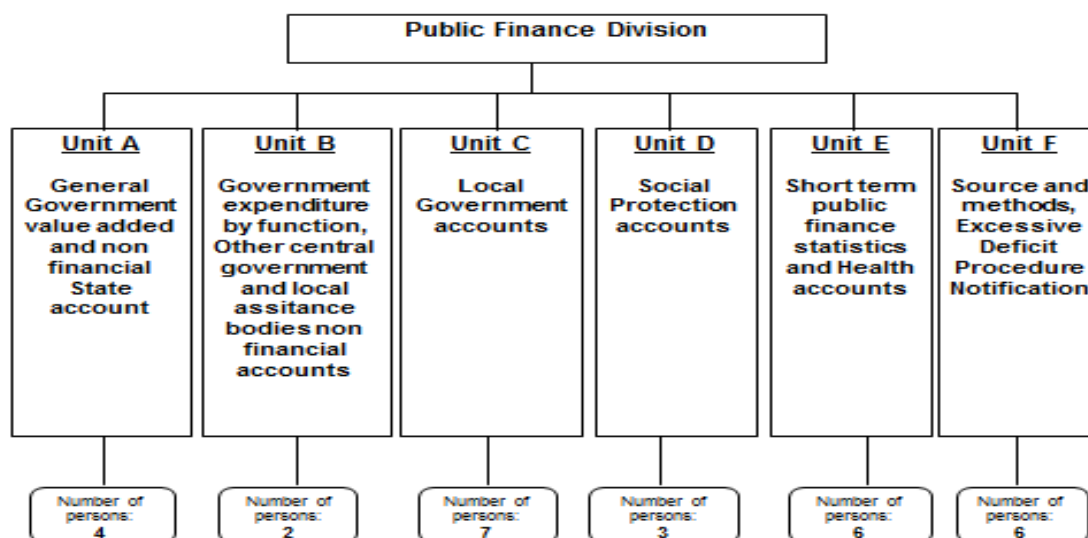 Public Finance Division
Unit A
General
Government
value added
and non
financial
State
account
Unit B
Government
expenditure
by function,
Other central
government
and local
assitance
bodies non
financial
accounts
Unit C
Local
Government
accounts
Unit D
Social
Protection
accounts
Unit E
Short term
public
finance
statistics
and Health
accounts
Unit F
Source and
methods,
Excessive
Deficit
Procedure
Notification
Number of
persons:
4
Number of
persons:
2
Number of
persons:
7
Number of
persons:
3
Number of
persons:
6
Number of
persons:
6